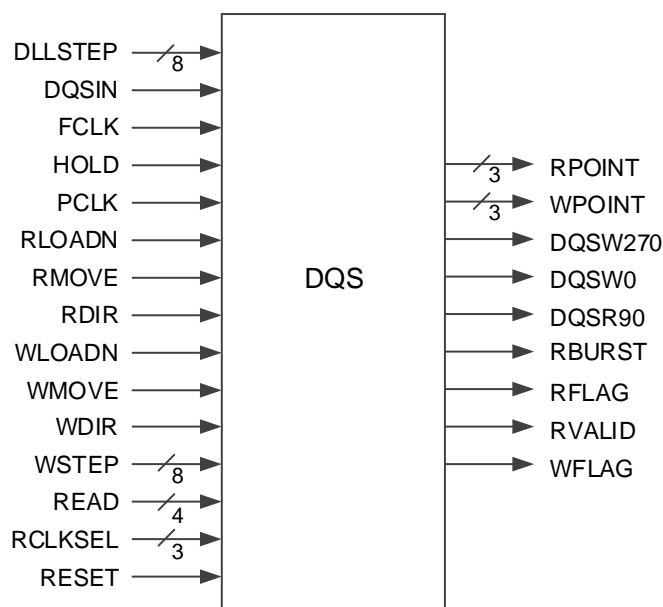 DLLSTEP
8
DQSIN
FCLK
HOLD
PCLK
RLOADN
RMOVE
RDIR
WLOADN
WMOVE
WDIR
WSTEP
8
READ
4
RCLKSEL
3
RESET
DQS
3
RPOINT
3
WPOINT
DQSW270
DQSW0
DQSR90
RBURST
RFLAG
RVALID
WFLAG